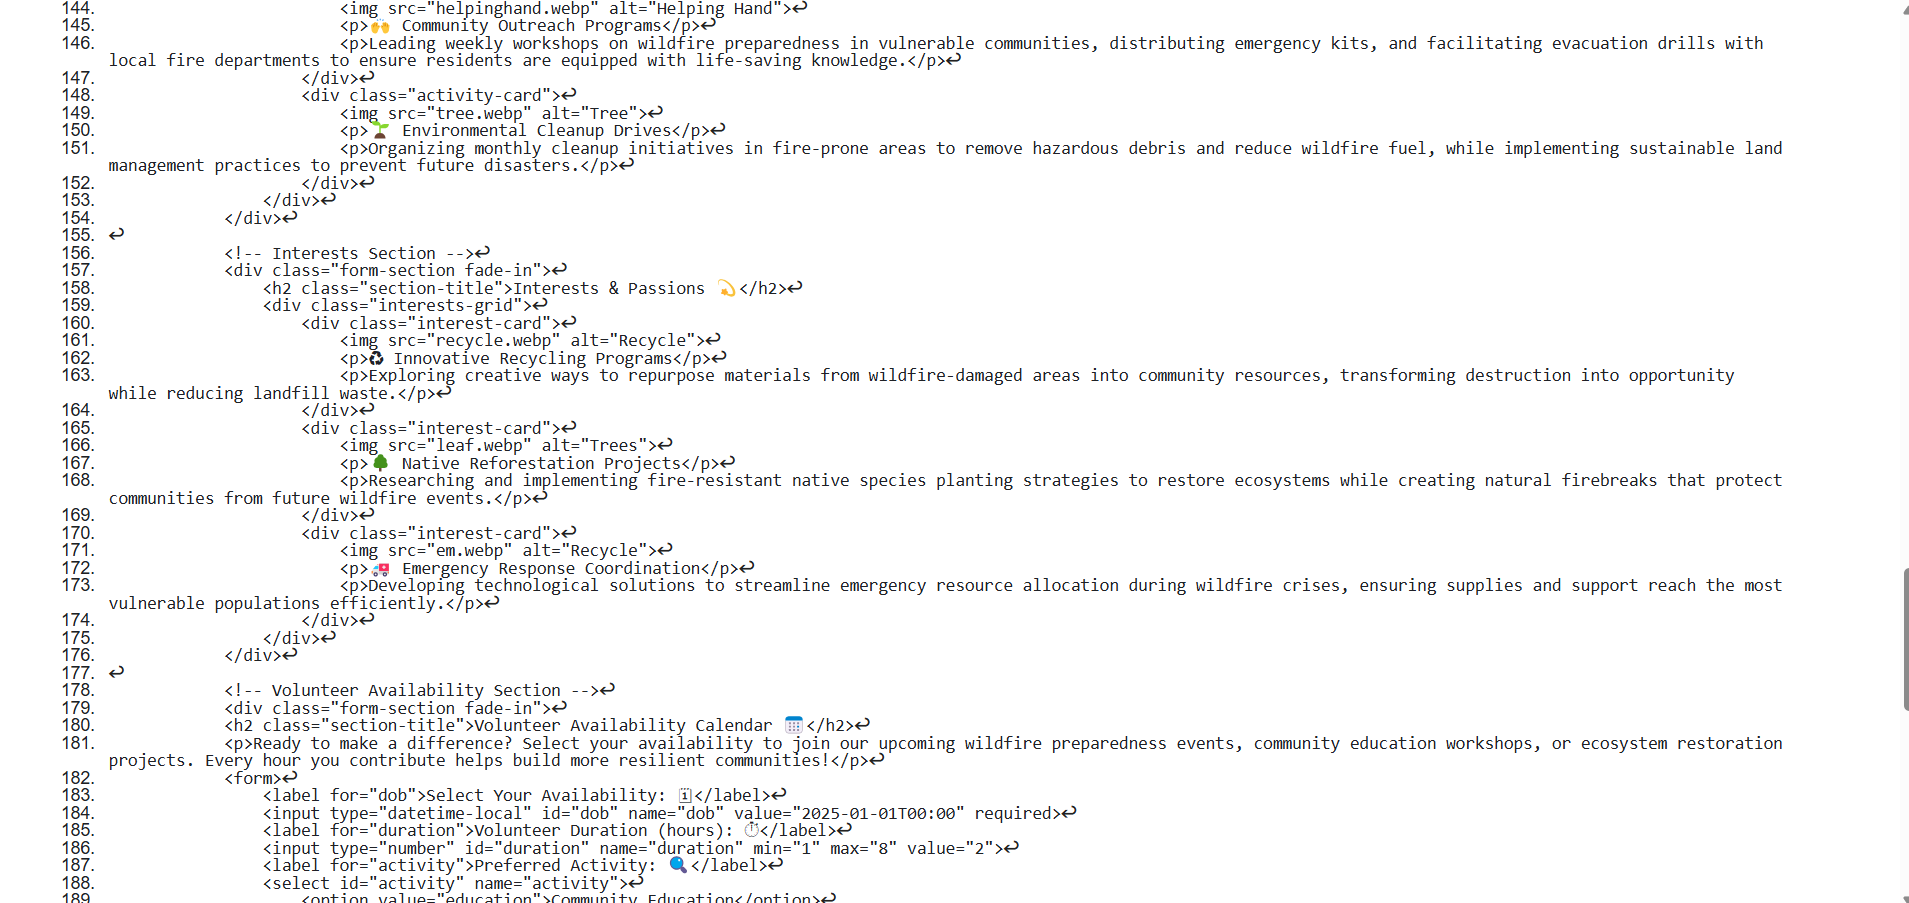 144. <img src="helpinghand.webp" alt="Helping Hand">↩
145. <p>🙌 Community Outreach Programs</p>↩
146. <p>Leading weekly workshops on wildfire preparedness in vulnerable communities, distributing emergency kits, and facilitating evacuation drills with
local fire departments to ensure residents are equipped with life-saving knowledge.</p>↩
147. </div>↩
148. <div class="activity-card">↩
149. <img src="tree.webp" alt="Tree">↩
150. <p>🌱 Environmental Cleanup Drives</p>↩
151. <p>Organizing monthly cleanup initiatives in fire-prone areas to remove hazardous debris and reduce wildfire fuel, while implementing sustainable land
management practices to prevent future disasters.</p>↩
152. </div>↩
153. </div>↩
154. </div>↩
155. ↩
156. <!-- Interests Section -->↩
157. <div class="form-section fade-in">↩
158. <h2 class="section-title">Interests & Passions 💫</h2>↩
159. <div class="interests-grid">↩
160. <div class="interest-card">↩
161. <img src="recycle.webp" alt="Recycle">↩
162. <p>♻ Innovative Recycling Programs</p>↩
163. <p>Exploring creative ways to repurpose materials from wildfire-damaged areas into community resources, transforming destruction into opportunity
while reducing landfill waste.</p>↩
164. </div>↩
165. <div class="interest-card">↩
166. <img src="leaf.webp" alt="Trees">↩
167. <p>🌳 Native Reforestation Projects</p>↩
168. <p>Researching and implementing fire-resistant native species planting strategies to restore ecosystems while creating natural firebreaks that protect
communities from future wildfire events.</p>↩
169. </div>↩
170. <div class="interest-card">↩
171. <img src="em.webp" alt="Recycle">↩
172. <p>🚑 Emergency Response Coordination</p>↩
173. <p>Developing technological solutions to streamline emergency resource allocation during wildfire crises, ensuring supplies and support reach the most
vulnerable populations efficiently.</p>↩
174. </div>↩
175. </div>↩
176. </div>↩
177. ↩
178. <!-- Volunteer Availability Section -->↩
179. <div class="form-section fade-in">↩
180. <h2 class="section-title">Volunteer Availability Calendar 📅</h2>↩
181. <p>Ready to make a difference? Select your availability to join our upcoming wildfire preparedness events, community education workshops, or ecosystem restoration
projects. Every hour you contribute helps build more resilient communities!</p>↩
182. <form>↩
183. <label for="dob">Select Your Availability: 🗓</label>↩
184. <input type="datetime-local" id="dob" name="dob" value="2025-01-01T00:00" required>↩
185. <label for="duration">Volunteer Duration (hours): ⏱</label>↩
186. <input type="number" id="duration" name="duration" min="1" max="8" value="2">↩
187. <label for="activity">Preferred Activity: 🔍</label>↩
188. <select id="activity" name="activity">↩
189. <option value="education">Community Education</option>↩